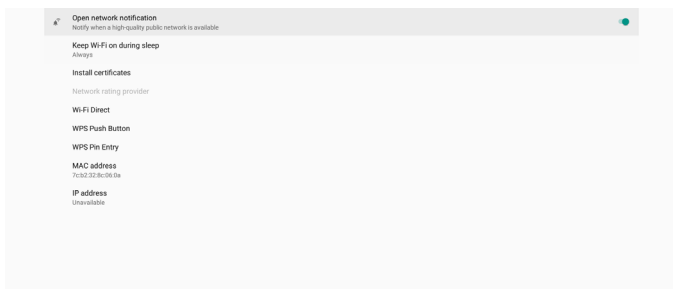 Open network notification
Notify when a high-quality public network is available
Keep Wi-Fi on during sleep
Always
Install certificates
Network rating provider
Wi-Fi Direct
WPS Push Button
WPS Pin Entry
MAC address
7c:b2:32:8c:06:0a
IP address
Unavailable